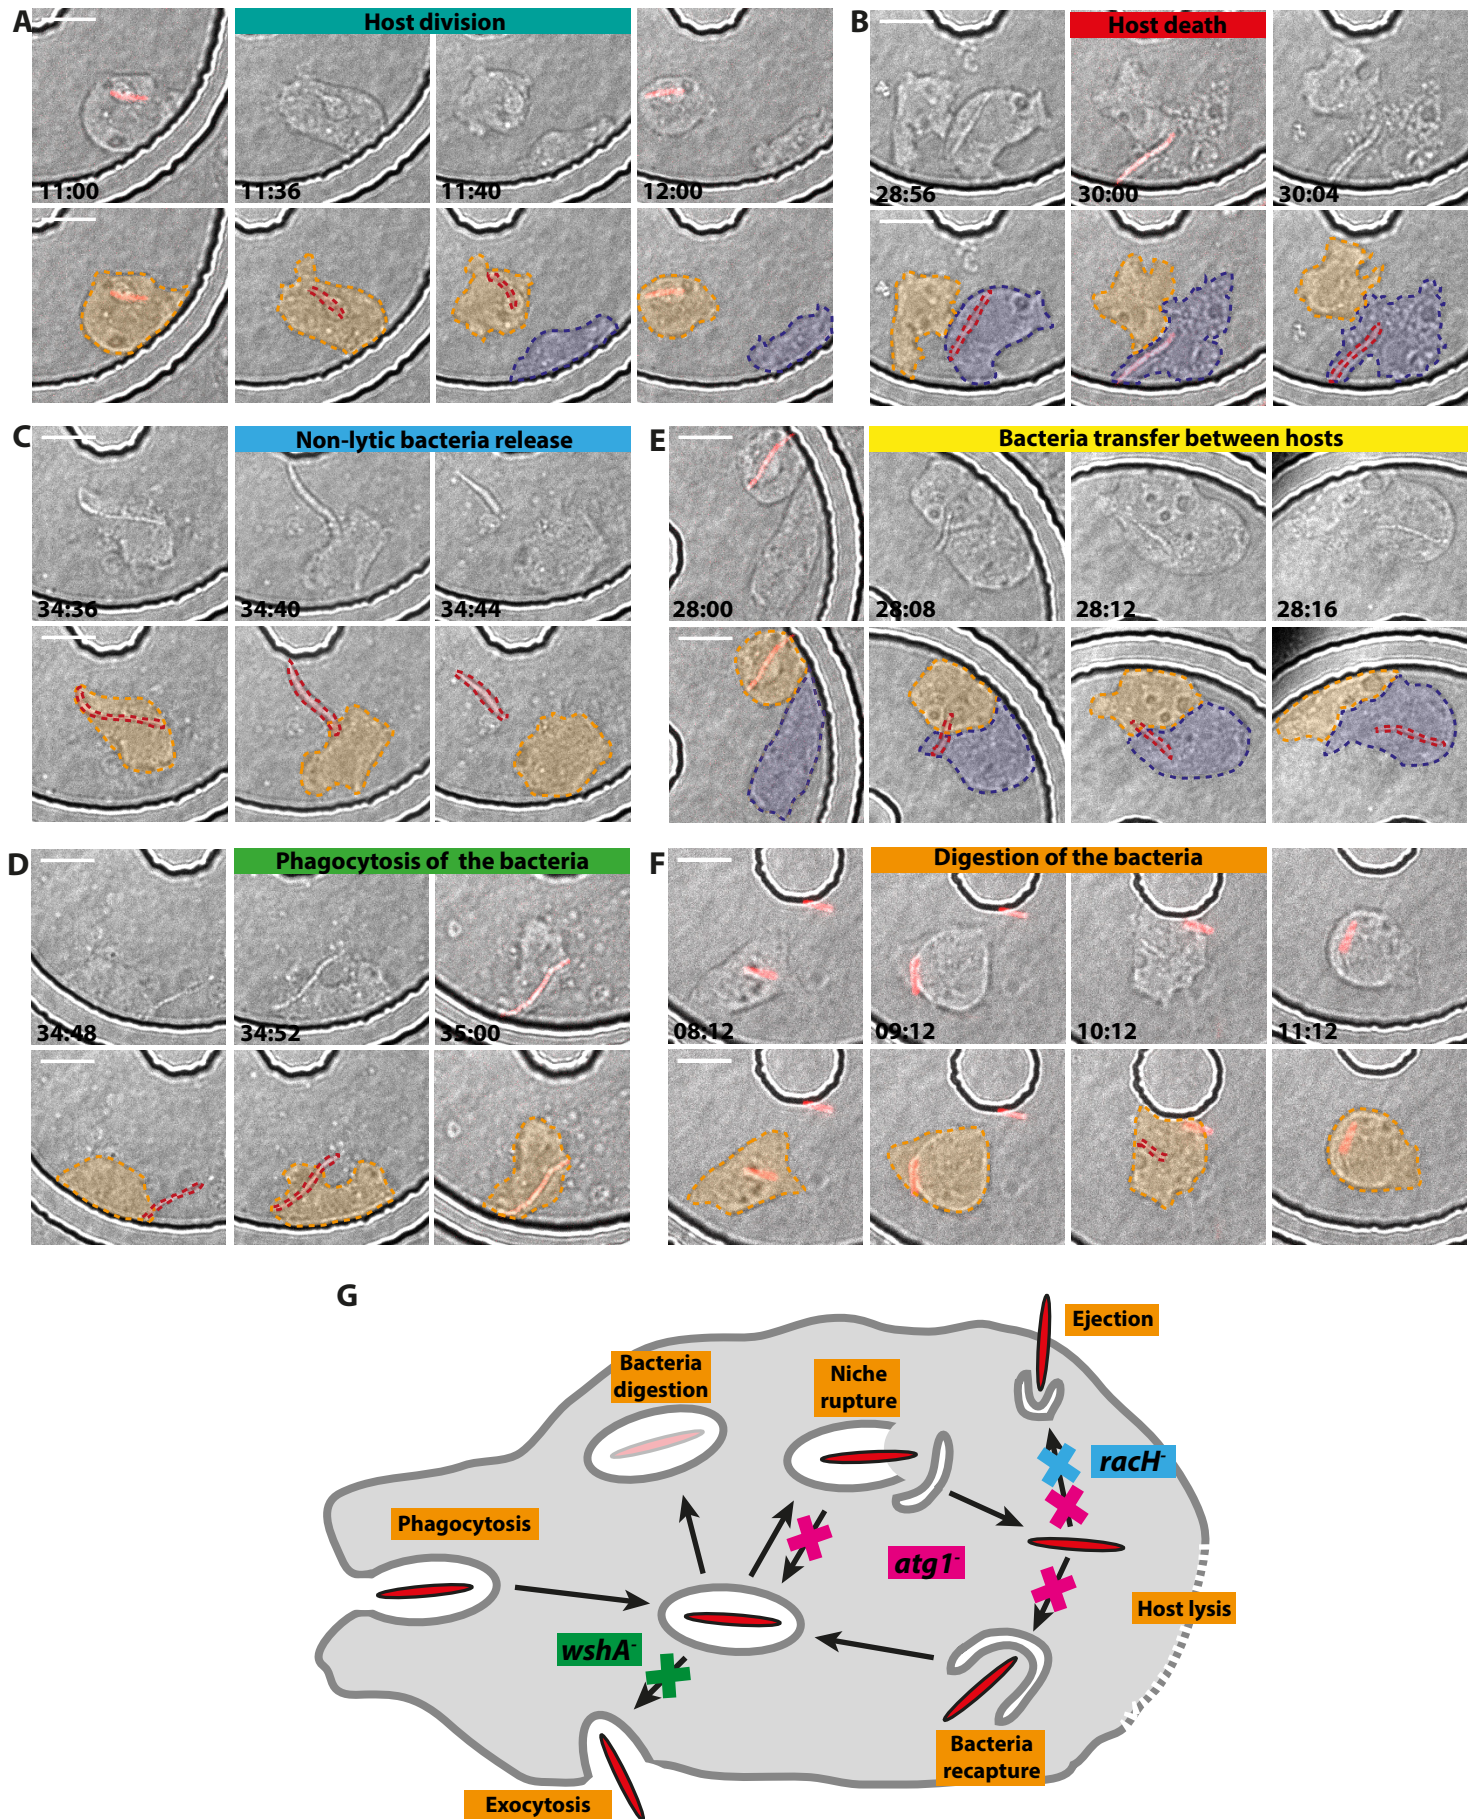 A
Host division
11:00
11:36
11:40
12:00
B
Host death
28:56
30:00
30:04
C
Non-lytic bacteria release
34:36
34:40
34:44
E
Bacteria transfer between hosts
28:00
28:08
28:12
28:16
D
Phagocytosis of the bacteria
34:48
34:52
35:00
F
Digestion of the bacteria
08:12
09:12
10:12
11:12
G
Ejection
Bacteria
digestion
Niche
rupture
racH-
Phagocytosis
atg1-
Host lysis
wshA-
Bacteria
recapture
Exocytosis